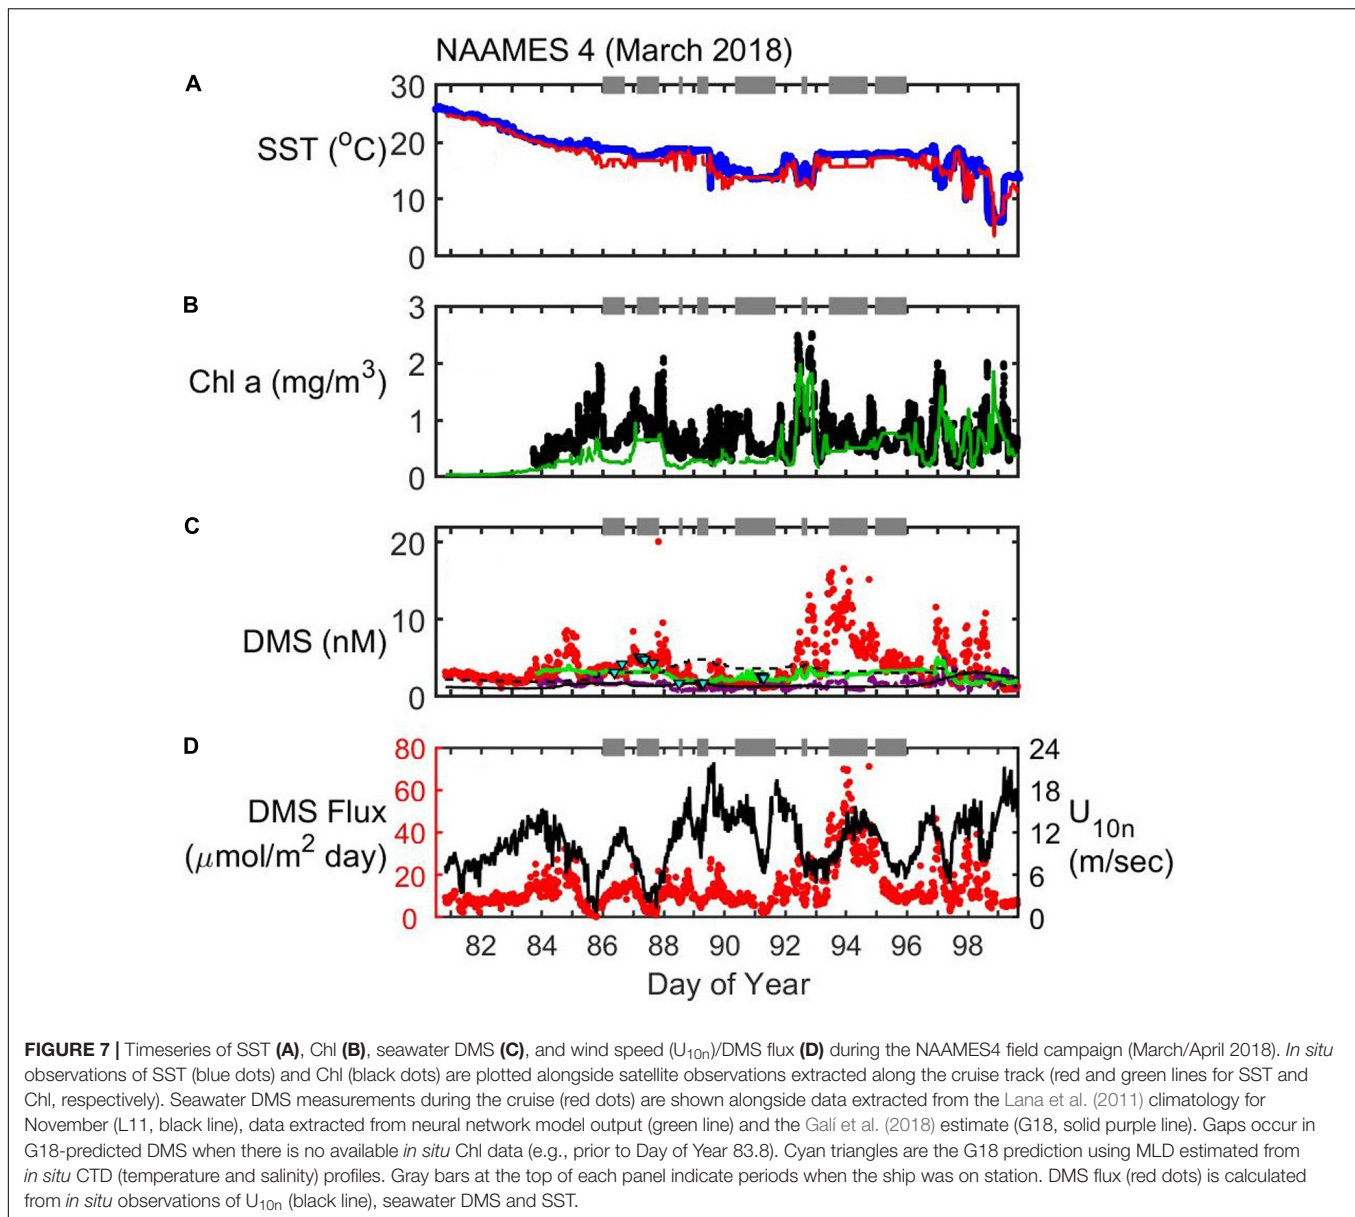 NAAMES 4 (March 2018)
A
30
SST (°C)
20
10
0
B
3
Chl a (mg/m³)
2
1
0
C
20
DMS (nM)
10
0
D
80
24
60
18
DMS Flux
U10n
40
12
(μmol/m² day)
(m/sec)
20
6
0
0
82 84 86 88 90 92 94 96 98
Day of Year
FIGURE 7 | Timeseries of SST (A), Chl (B), seawater DMS (C), and wind speed (U10n)/DMS flux (D) during the NAAMES4 field campaign (March/April 2018). In situ
observations of SST (blue dots) and Chl (black dots) are plotted alongside satellite observations extracted along the cruise track (red and green lines for SST and
Chl, respectively). Seawater DMS measurements during the cruise (red dots) are shown alongside data extracted from the Lana et al. (2011) climatology for
November (L11, black line), data extracted from neural network model output (green line) and the Galí et al. (2018) estimate (G18, solid purple line). Gaps occur in
G18-predicted DMS when there is no available in situ Chl data (e.g., prior to Day of Year 83.8). Cyan triangles are the G18 prediction using MLD estimated from
in situ CTD (temperature and salinity) profiles. Gray bars at the top of each panel indicate periods when the ship was on station. DMS flux (red dots) is calculated
from in situ observations of U10n (black line), seawater DMS and SST.